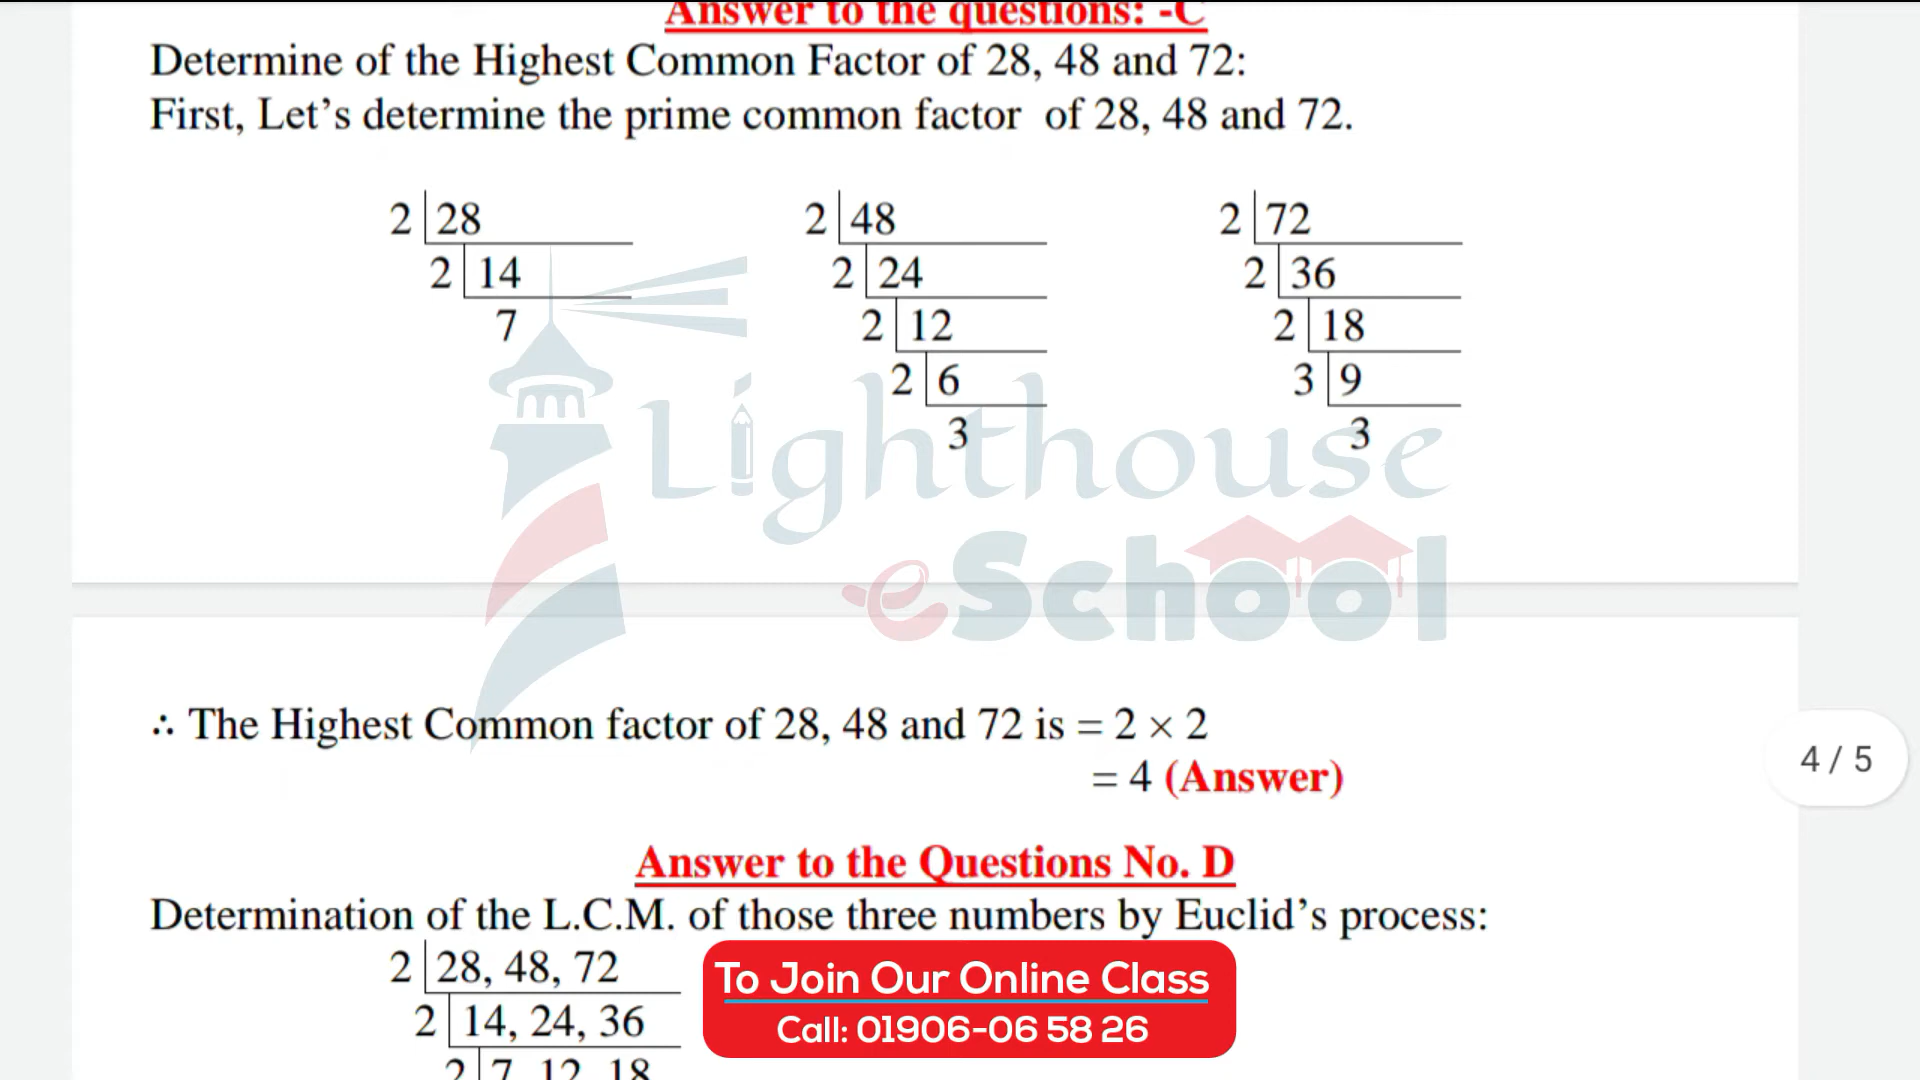 Answer to the questions: -C
Determine of the Highest Common Factor of 28, 48 and 72:
First, Let’s determine the prime common factor of 28, 48 and 72.
2 28
2 14
7
2 48
2 24
2 12
2 6
3
2 72
2 36
2 18
3 9
3
Lighthouse
eSchool
∴ The Highest Common factor of 28, 48 and 72 is = 2 × 2
= 4 (Answer)
4 / 5
Answer to the Questions No. D
Determination of the L.C.M. of those three numbers by Euclid’s process:
2 28, 48, 72
2 14, 24, 36
2 7, 12, 18
To Join Our Online Class
Call: 01906-06 58 26